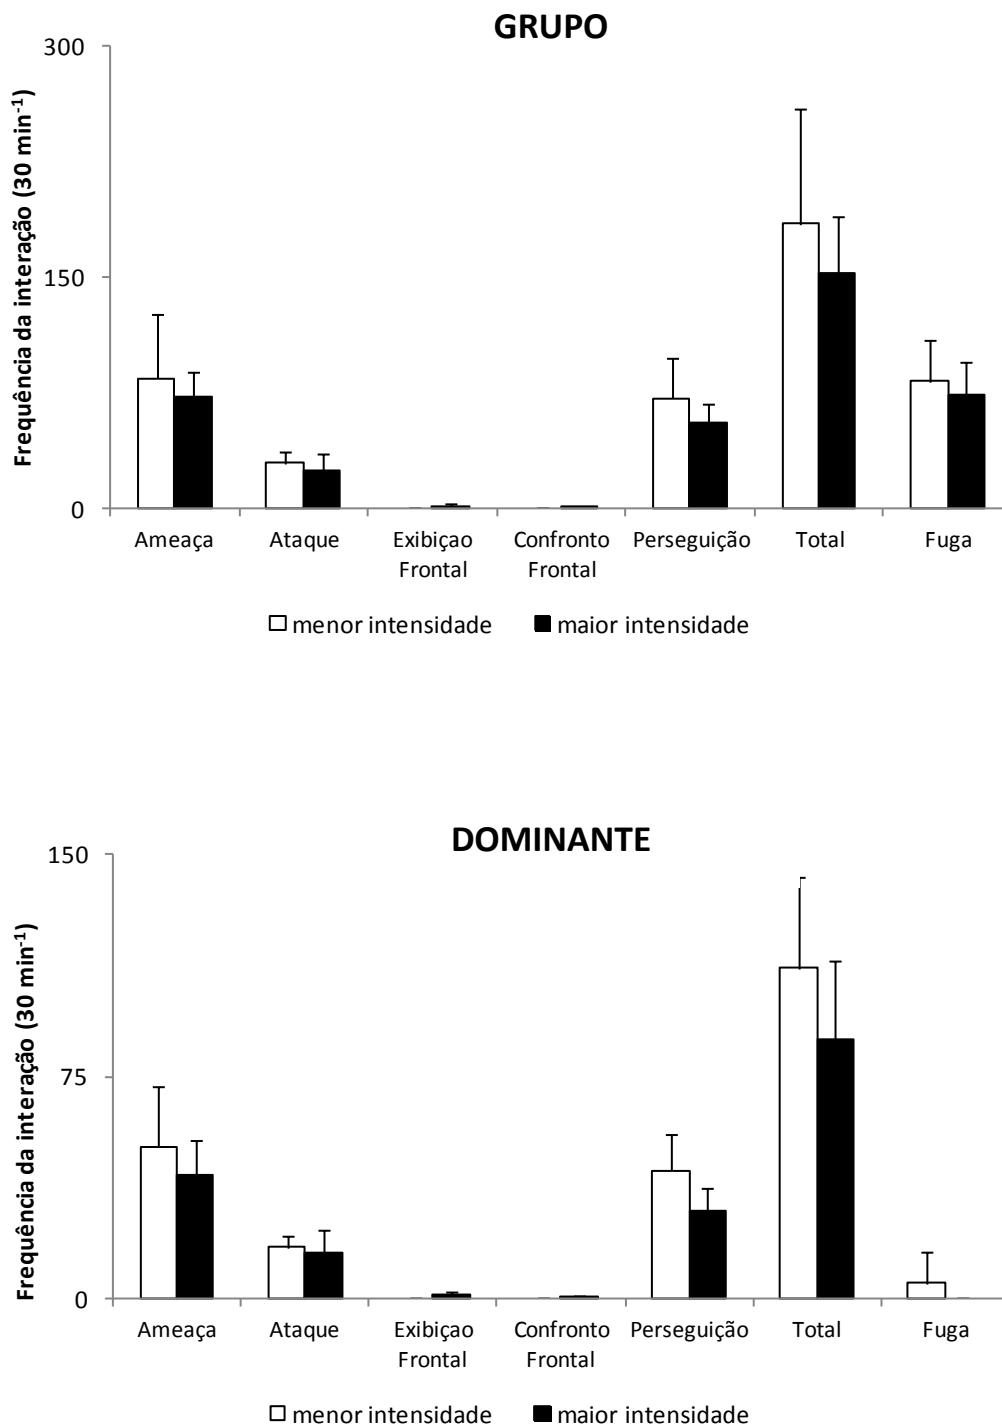 GRUPO
Frequência da interação (30 min⁻¹)
300
150
0
Ameaça Ataque Exibiçao Frontal Confronto Frontal Perseguição Total Fuga
menor intensidade maior intensidade
DOMINANTE
Frequência da interação (30 min⁻¹)
150
75
0
Ameaça Ataque Exibiçao Frontal Confronto Frontal Perseguição Total Fuga
menor intensidade maior intensidade